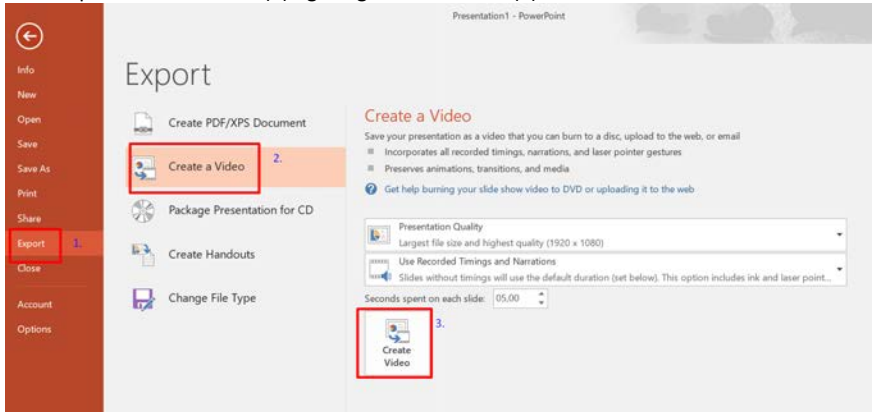 Presentation1 - PowerPoint
Info
New
Open
Save
Save As
Print
Share
Export
1.
Close
Account
Options
Export
Create PDF/XPS Document
Create a Video
2.
Package Presentation for CD
Create Handouts
Change File Type
Create a Video
Save your presentation as a video that you can burn to a disc, upload to the web, or email
Incorporates all recorded timings, narrations, and laser pointer gestures
Preserves animations, transitions, and media
Get help burning your slide show video to DVD or uploading it to the web
Presentation Quality
Largest file size and highest quality (1920 x 1080)
Use Recorded Timings and Narrations
Slides without timings will use the default duration (set below). This option includes ink and laser point...
Seconds spent on each slide: 05,00
3.
Create
Video